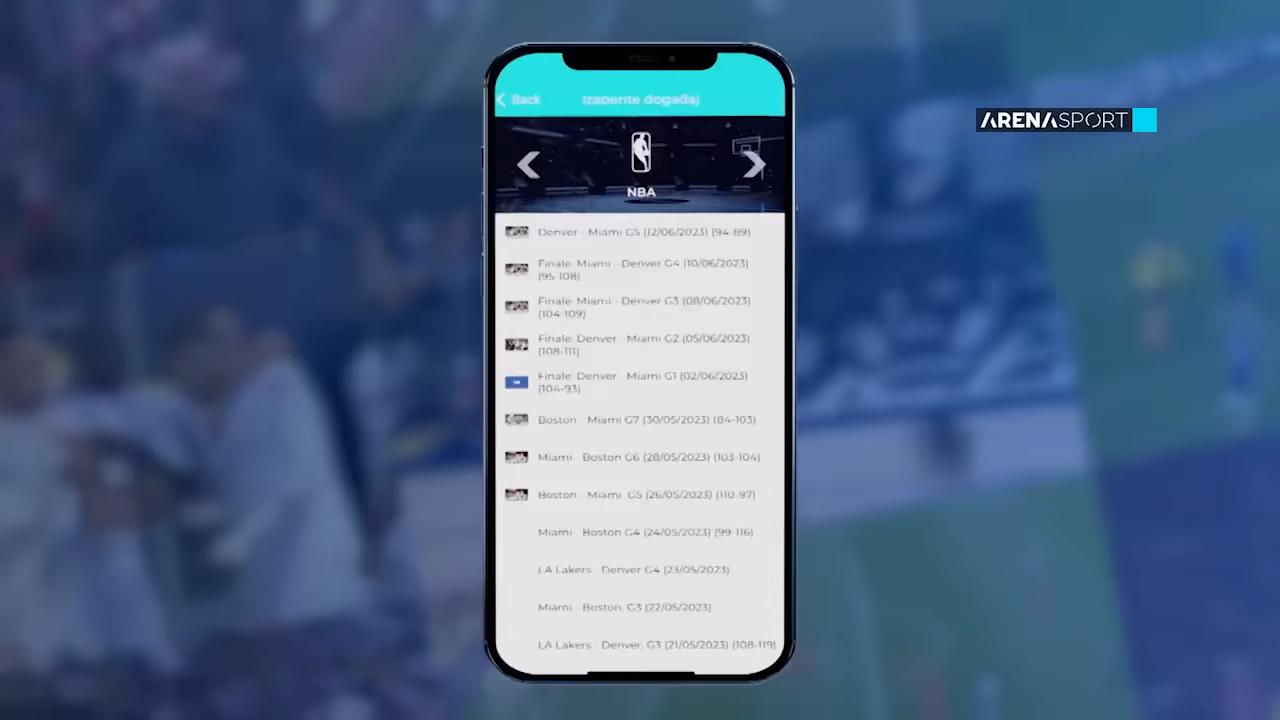 Back
Izaberite događaj
ARENASPORT
NBA
Denver - Miami G5 (12/06/2023) (94-89)
Finale: Miami - Denver G4 (10/06/2023)
(95-108)
Finale: Miami - Denver G3 (08/06/2023)
(104-109)
Finale: Denver - Miami G2 (05/06/2023)
(108-111)
Finale: Denver - Miami G1 (02/06/2023)
(104-93)
Boston - Miami G7 (30/05/2023) (84-103)
Miami - Boston G6 (28/05/2023) (103-104)
Boston - Miami, G5 (26/05/2023) (110-97)
Miami - Boston G4 (24/05/2023) (99-116)
LA Lakers - Denver G4 (23/05/2023)
Miami - Boston, G3 (22/05/2023)
LA Lakers - Denver, G3 (21/05/2023) (108-119)